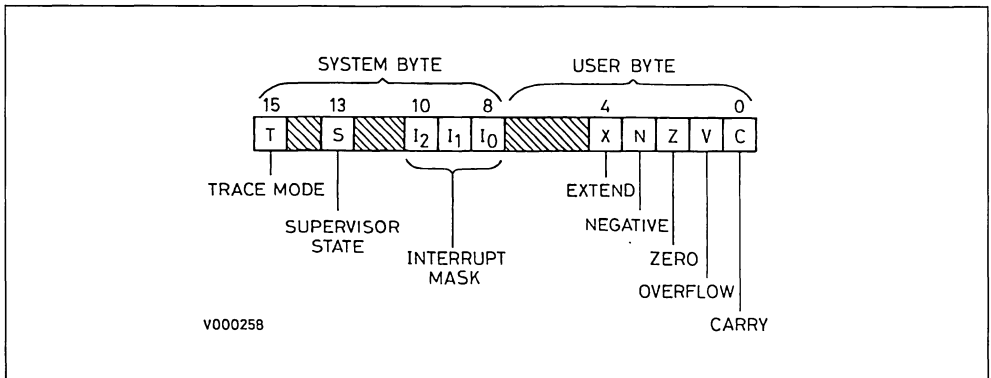 SYSTEM BYTE USER BYTE
15 13 10 8 4 0
T S I2 I1 I0 X N Z V C
TRACE MODE
SUPERVISOR
STATE
INTERRUPT
MASK
EXTEND
NEGATIVE
ZERO
OVERFLOW
CARRY
V000258